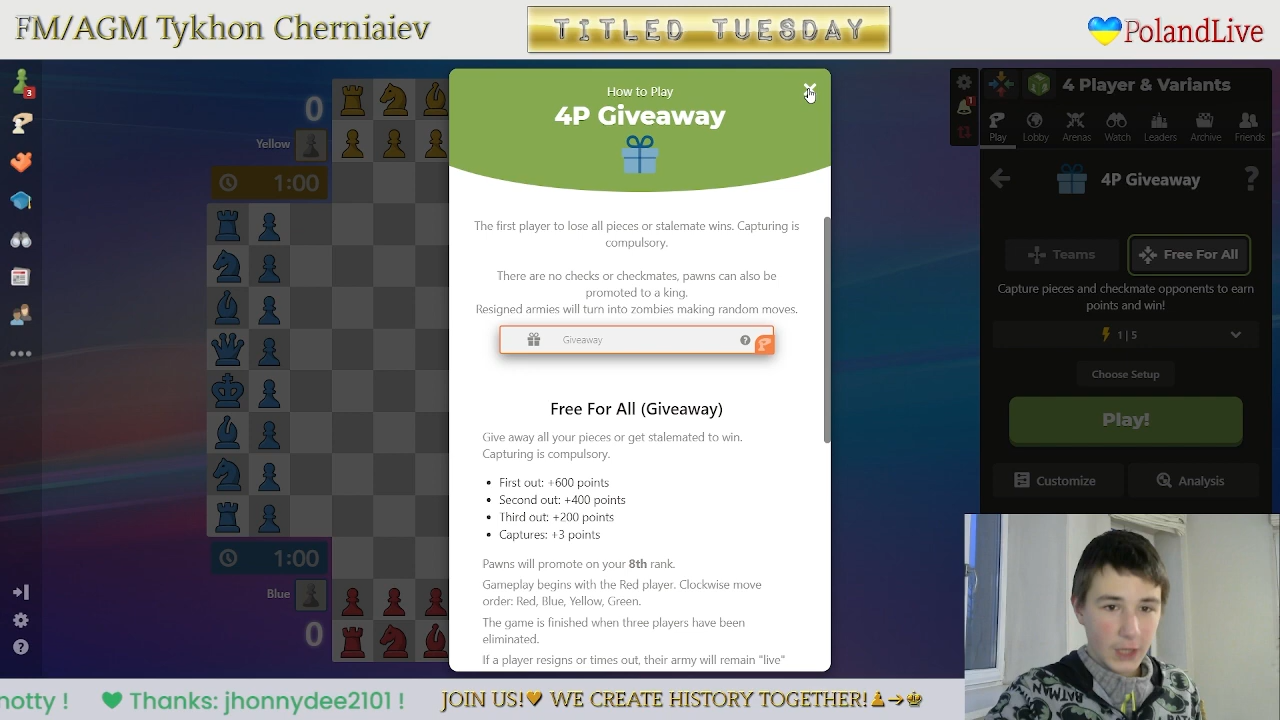 FM/AGM Tykhon Cherniaiev
TITLED TUESDAY
PolandLive
3
0
Yellow
1:00
1:00
Blue
0
How to Play
4P Giveaway
The first player to lose all pieces or stalemate wins. Capturing is
compulsory.
There are no checks or checkmates, pawns can also be
promoted to a king.
Resigned armies will turn into zombies making random moves.
Giveaway
?
Free For All (Giveaway)
Give away all your pieces or get stalemated to win.
Capturing is compulsory.
First out: +600 points
Second out: +400 points
Third out: +200 points
Captures: +3 points
Pawns will promote on your 8th rank.
Gameplay begins with the Red player. Clockwise move
order: Red, Blue, Yellow, Green.
The game is finished when three players have been
eliminated.
If a player resigns or times out, their army will remain "live"
1
4 Player & Variants
Play
Lobby
Arenas
Watch
Leaders
Archive
Friends
4P Giveaway
?
Teams
Free For All
Capture pieces and checkmate opponents to earn
points and win!
1 | 5
Choose Setup
Play!
Customize
Analysis
BATMAN
notty !
Thanks: jhonnydee2101 !
JOIN US! WE CREATE HISTORY TOGETHER!